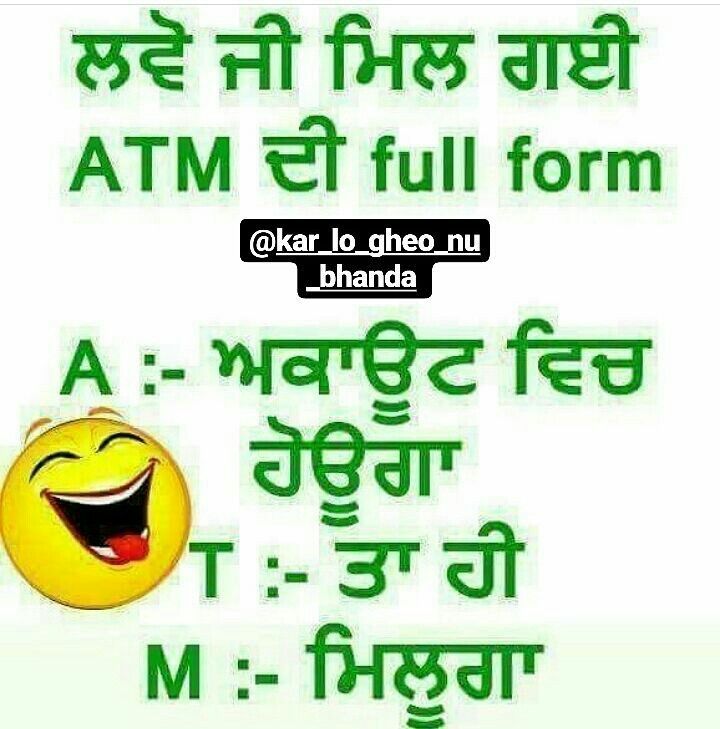 ਲਵੋ ਜੀ ਮਿਲ ਗਈ
ATM ਦੀ full form
@kar_lo_gheo_nu
_bhanda
A :- ਅਕਾਊਟ ਵਿਚ
ਹੋਊਗਾ
T :- ਤਾ ਹੀ
M :- ਮਿਲੂਗਾ